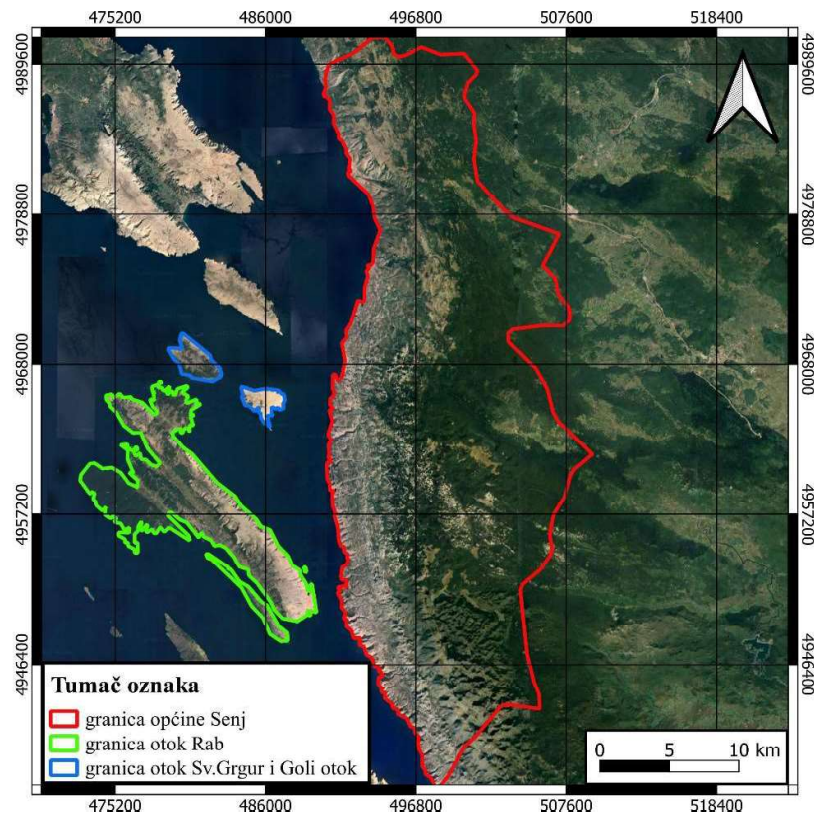 475200 486000 496800 507600 518400
4989600 4989600
4978800 4978800
4968000 4968000
4957200 4957200
4946400 4946400
Tumač oznaka
granica općine Senj
granica otok Rab
granica otok Sv.Grgur i Goli otok
0 5 10 km
475200 486000 496800 507600 518400